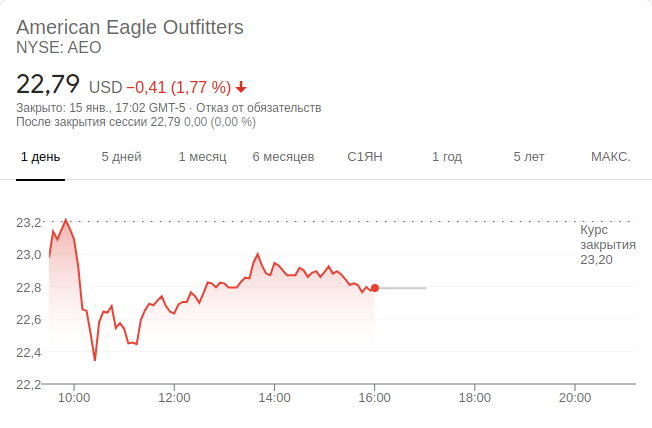 American Eagle Outfitters
NYSE: AEO
22,79 USD −0,41 (1,77 %)
Закрыто: 15 янв., 17:02 GMT-5 · Отказ от обязательств
После закрытия сессии 22,79 0,00 (0,00 %)
1 день 5 дней 1 месяц 6 месяцев С1ЯН 1 год 5 лет МАКС.
23,2
Курс
закрытия
23,20
23,0
22,8
22,6
22,4
22,2
10:00 12:00 14:00 16:00 18:00 20:00